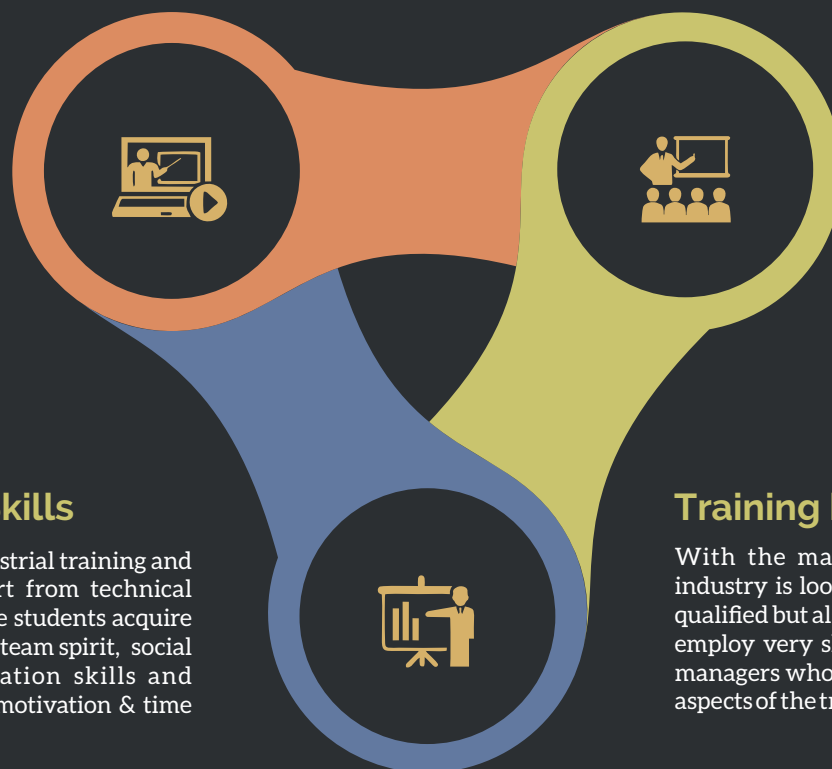 kills
strial training and
rt from technical
e students acquire
team spirit, social
ation skills and
motivation & time
Training
With the ma
industry is loo
qualified but al
employ very s
managers who
aspects of the tr